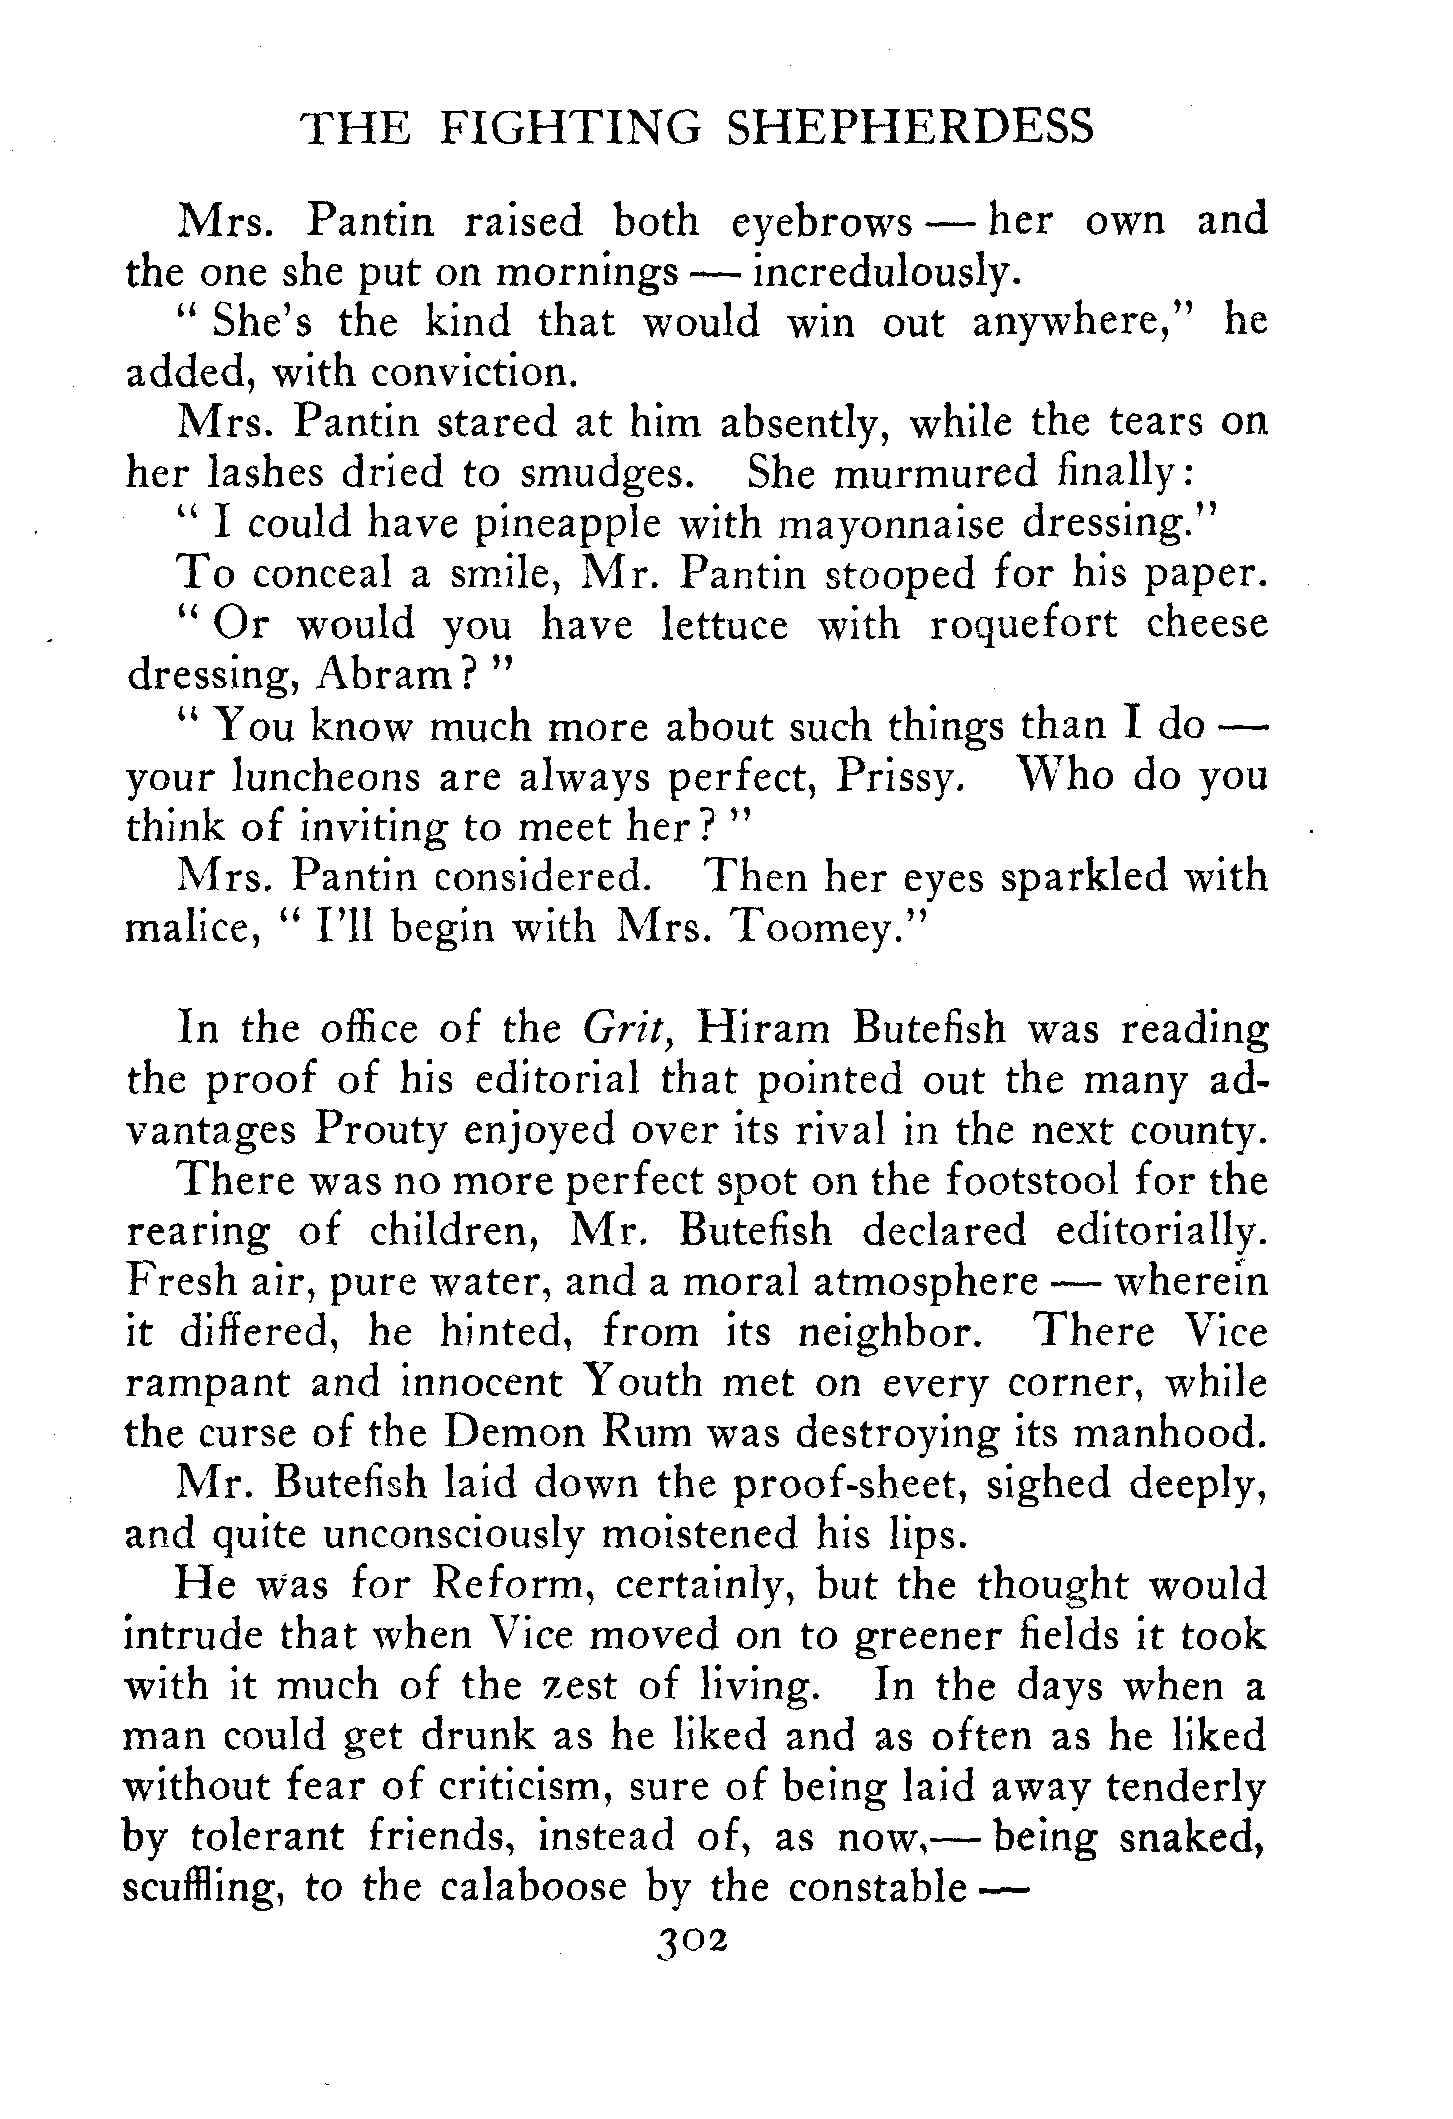 THE FIGHTING SHEPHERDESS
Mrs. Pantin raised both eyebrows — her own and
the one she put on mornings — incredulously.
" She's the kind that would win out anywhere," he
added, with conviction.
Mrs. Pantin stared at him absently, while the tears on
her lashes dried to smudges. She murmured finally:
" I could have pineapple with mayonnaise dressing."
To conceal a smile, Mr. Pantin stooped for his paper.
" Or would you have lettuce with roquefort cheese
dressing, Abram? "
" You know much more about such things than I do —
your luncheons are always perfect, Prissy. Who do you
think of inviting to meet her? "
Mrs. Pantin considered. Then her eyes sparkled with
malice, " I'll begin with Mrs. Toomey."
In the office of the Grit, Hiram Butefish was reading
the proof of his editorial that pointed out the many ad-
vantages Prouty enjoyed over its rival in the next county.
There was no more perfect spot on the footstool for the
rearing of children, Mr. Butefish declared editorially.
Fresh air, pure water, and a moral atmosphere — wherein
it differed, he hinted, from its neighbor. There Vice
rampant and innocent Youth met on every corner, while
the curse of the Demon Rum was destroying its manhood.
Mr. Butefish laid down the proof-sheet, sighed deeply,
and quite unconsciously moistened his lips.
He was for Reform, certainly, but the thought would
intrude that when Vice moved on to greener fields it took
with it much of the zest of living. In the days when a
man could get drunk as he liked and as often as he liked
without fear of criticism, sure of being laid away tenderly
by tolerant friends, instead of, as now,— being snaked,
scuffling, to the calaboose by the constable —
302